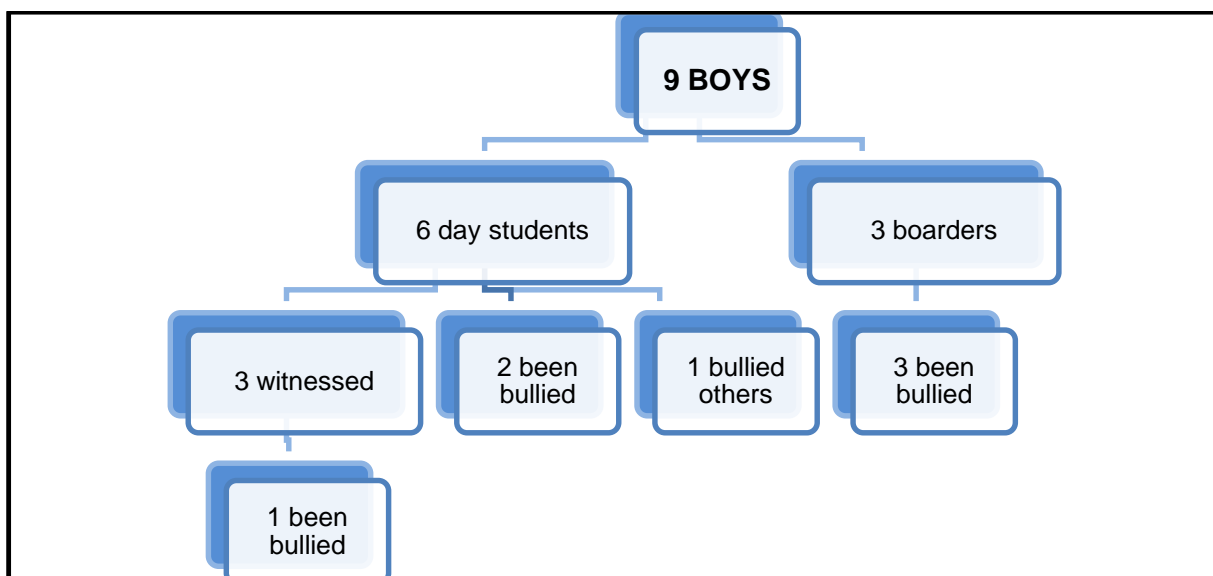 9 BOYS
6 day students
3 boarders
3 witnessed
2 been
bullied
1 bullied
others
3 been
bullied
1 been
bullied